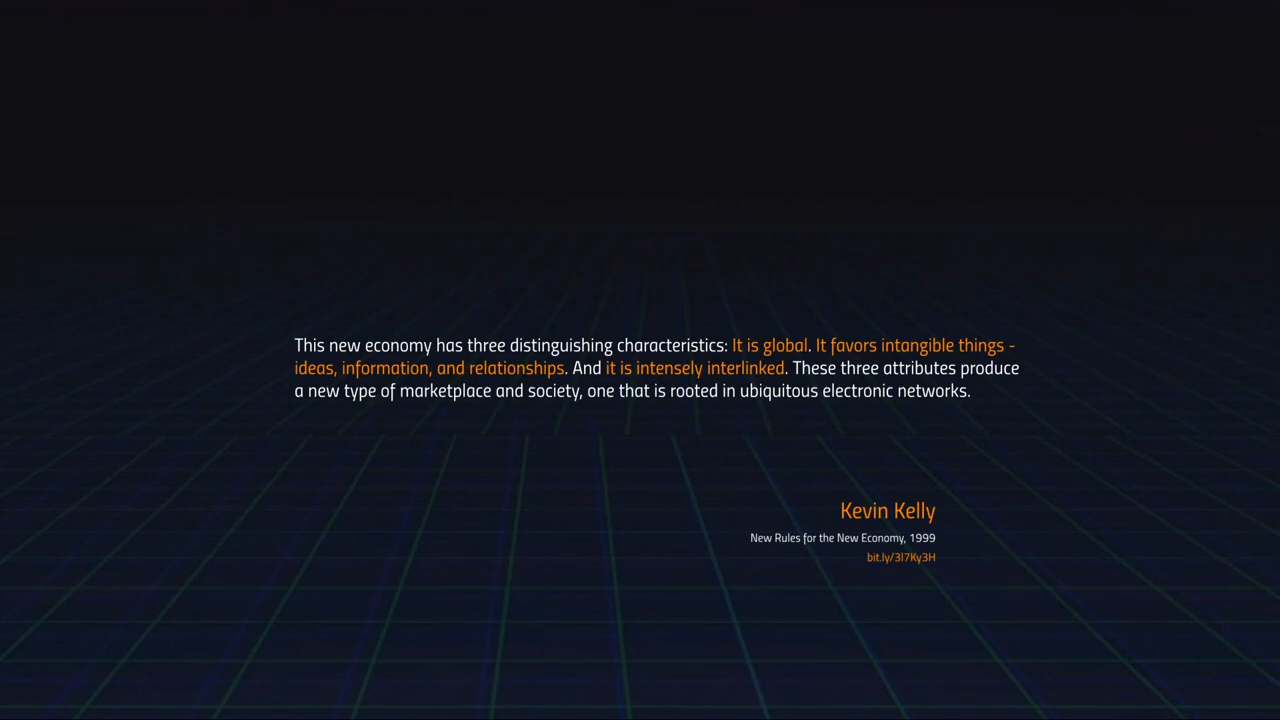 This new economy has three distinguishing characteristics: It is global. It favors intangible things -
ideas, information, and relationships. And it is intensely interlinked. These three attributes produce
a new type of marketplace and society, one that is rooted in ubiquitous electronic networks.
Kevin Kelly
New Rules for the New Economy, 1999
bit.ly/3l7Ky3H